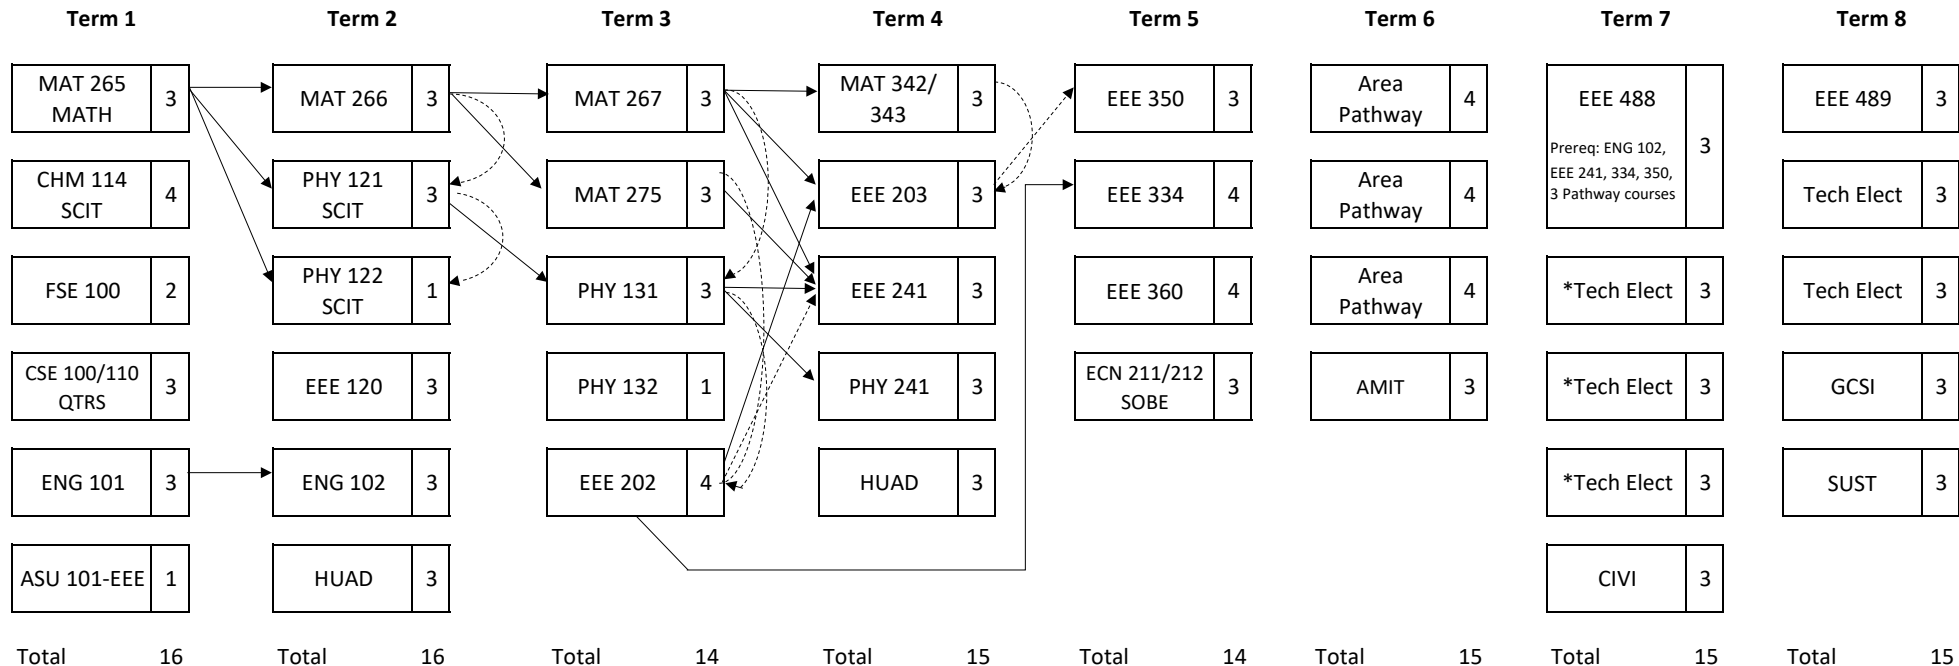 Term 1
MAT 265
MATH
3
CHM 114
SCIT
4
FSE 100
2
CSE 100/110
QTRS
3
ENG 101
3
ASU 101-EEE
1
Total 16
Term 2
MAT 266
3
PHY 121
SCIT
3
PHY 122
SCIT
1
EEE 120
3
ENG 102
3
HUAD
3
Total 16
Term 3
MAT 267
3
MAT 275
3
PHY 131
3
PHY 132
1
EEE 202
4
Total 14
Term 4
MAT 342/
343
3
EEE 203
3
EEE 241
3
PHY 241
3
HUAD
3
Total 15
Term 5
EEE 350
3
EEE 334
4
EEE 360
4
ECN 211/212
SOBE
3
Total 14
Term 6
Area
Pathway
4
Area
Pathway
4
Area
Pathway
4
AMIT
3
Total 15
Term 7
EEE 488
Prereq: ENG 102,
EEE 241, 334, 350,
3 Pathway courses
3
*Tech Elect
3
*Tech Elect
3
*Tech Elect
3
CIVI
3
Total 15
Term 8
EEE 489
3
Tech Elect
3
Tech Elect
3
GCSI
3
SUST
3
Total 15